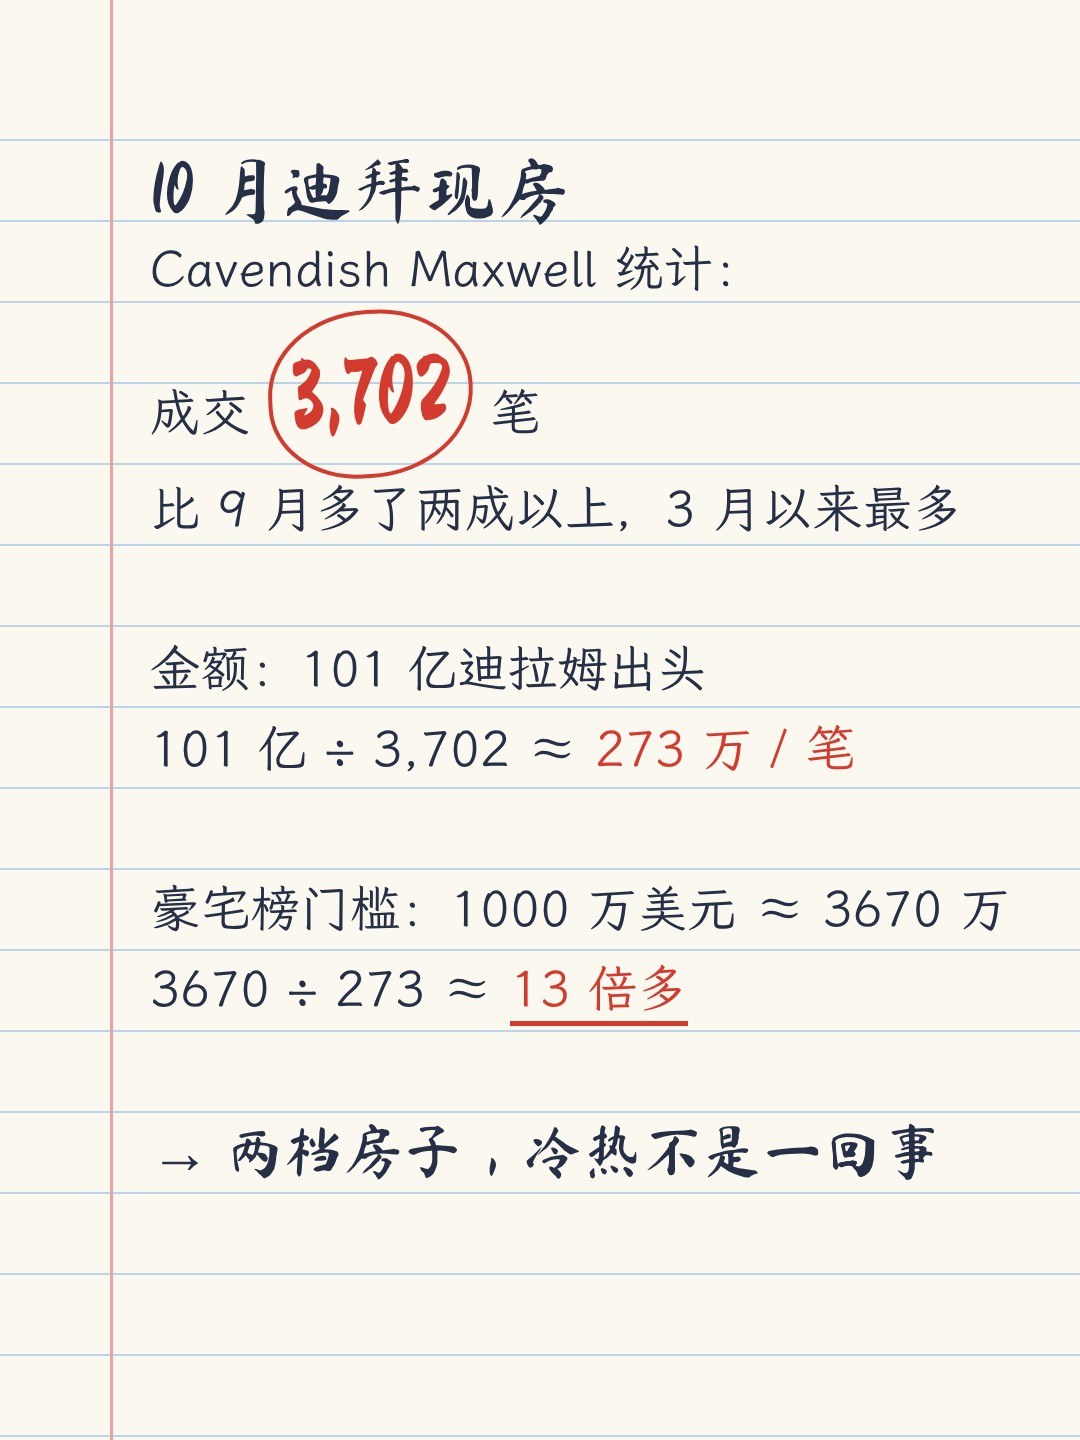 10 月迪拜现房
Cavendish Maxwell 统计：
成交 3,702 笔
比 9 月多了两成以上，3 月以来最多
金额：101 亿迪拉姆出头
101 亿 ÷ 3,702 ≈ 273 万 / 笔
豪宅榜门槛：1000 万美元 ≈ 3670 万
3670 ÷ 273 ≈ 13 倍多
→ 两档房子，冷热不是一回事